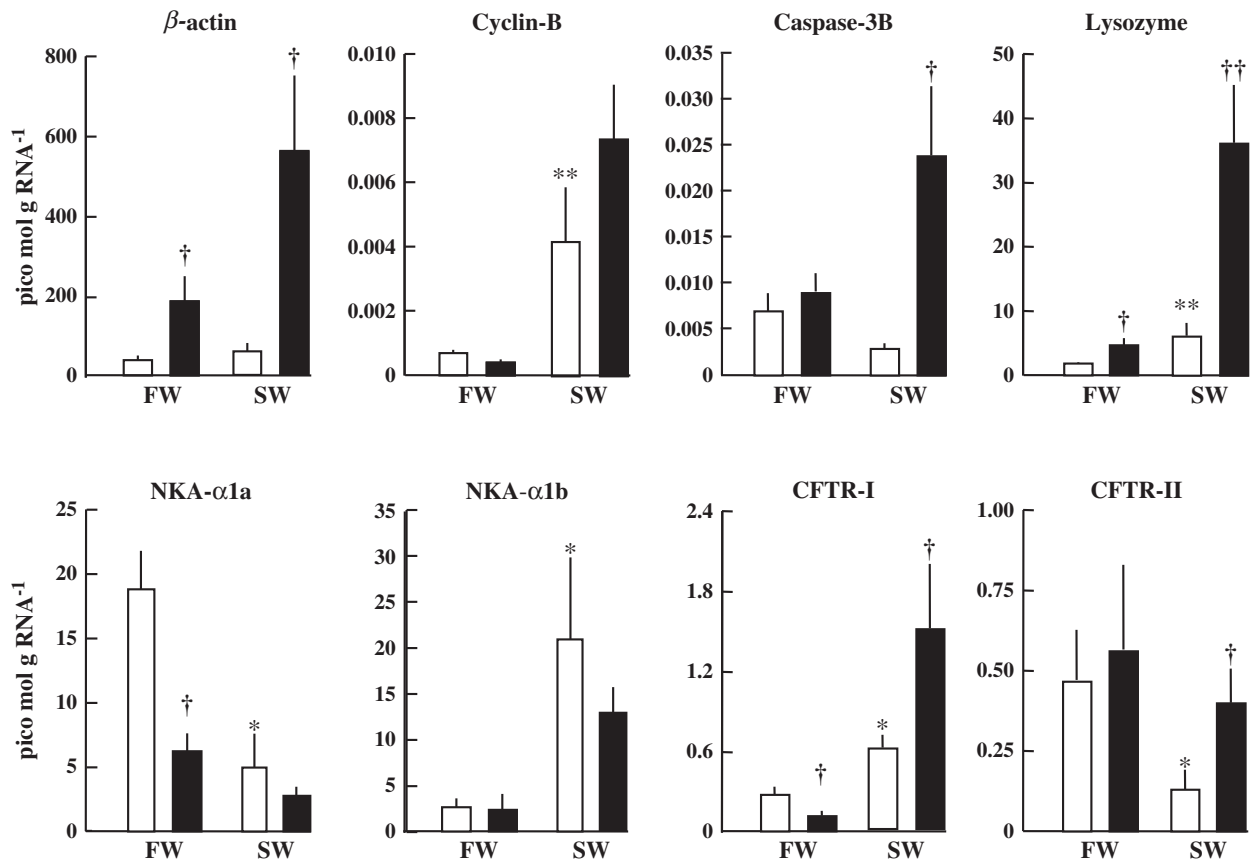 β-actin
Cyclin-B
Caspase-3B
Lysozyme
pico mol g RNA⁻¹
800
600
400
200
0
†
†
FW
SW
0.010
0.008
0.006
0.004
0.002
0
**
FW
SW
0.035
0.030
0.025
0.020
0.015
0.010
0.005
0
†
FW
SW
50
40
30
20
10
0
†
**
††
FW
SW
NKA-α1a
NKA-α1b
CFTR-I
CFTR-II
pico mol g RNA⁻¹
25
20
15
10
5
0
†
*
FW
SW
35
30
25
20
15
10
5
0
*
FW
SW
2.4
1.8
1.2
0.6
0
†
*
†
FW
SW
1.00
0.75
0.50
0.25
0
*
†
FW
SW